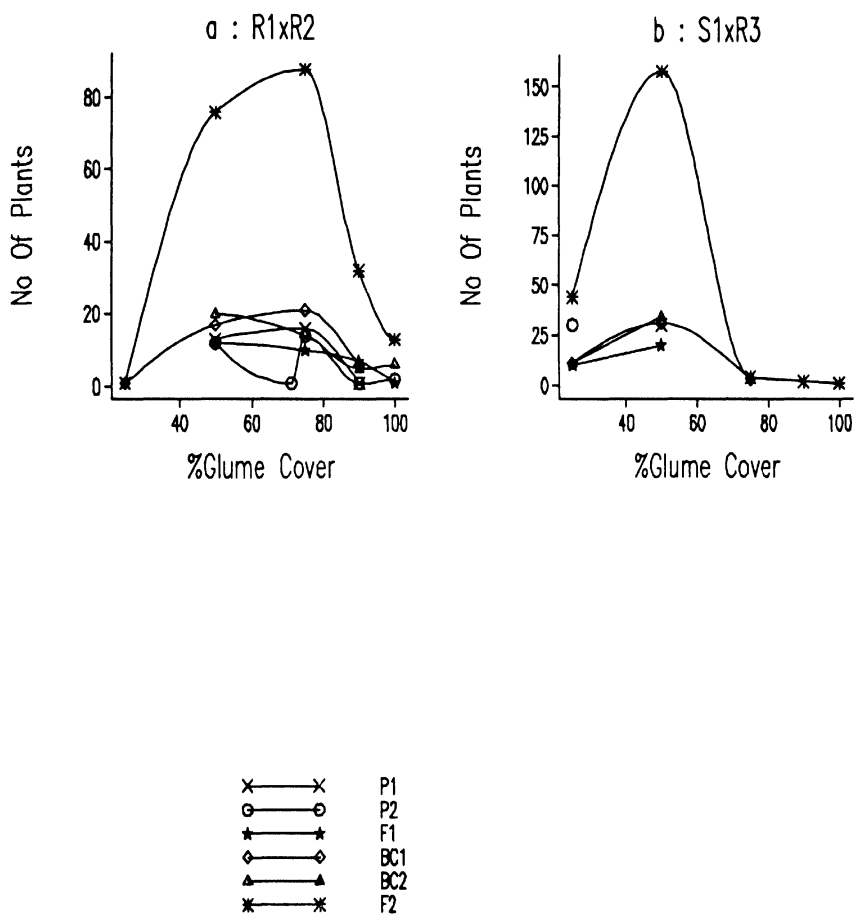 a : R1xR2
b : S1xR3
No Of Plants
80
60
40
20
0
40
60
80
100
%Glume Cover
No Of Plants
150
125
100
75
50
25
0
40
60
80
100
%Glume Cover
P1
P2
F1
BC1
BC2
F2